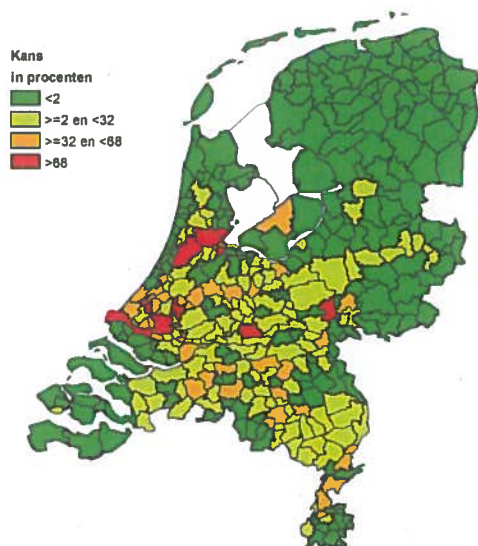 Kans
in procenten
<2
>=2 en <32
>=32 en <68
>68